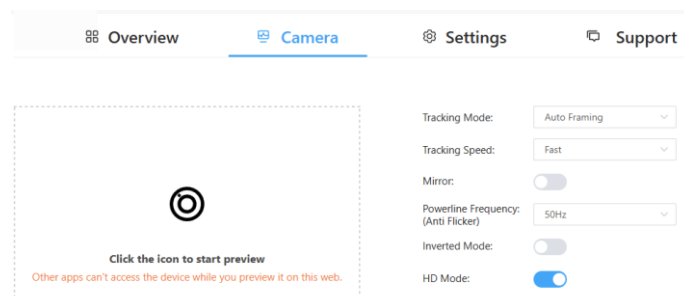 Overview Camera Settings Support
Tracking Mode: Auto Framing
Tracking Speed: Fast
Mirror:
Powerline Frequency:
(Anti Flicker) 50Hz
Inverted Mode:
HD Mode:
Click the icon to start preview
Other apps can't access the device while you preview it on this web.